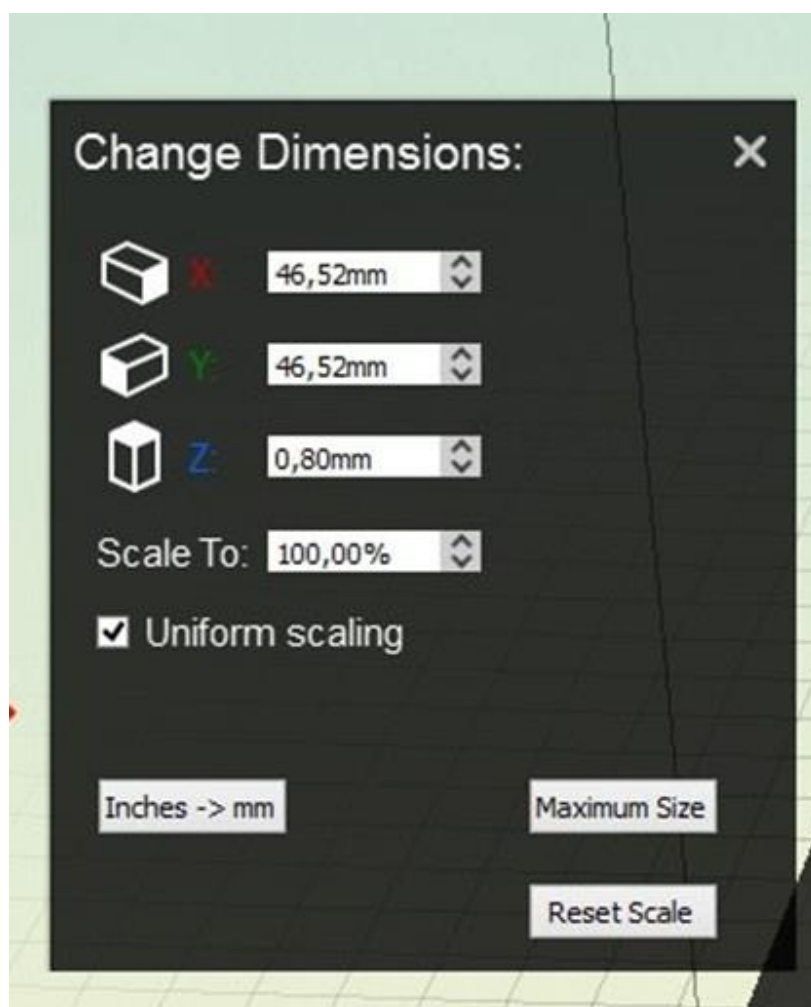 Change Dimensions:
X: 46,52mm
Y: 46,52mm
Z: 0,80mm
Scale To: 100,00%
Uniform scaling
Inches -> mm
Maximum Size
Reset Scale